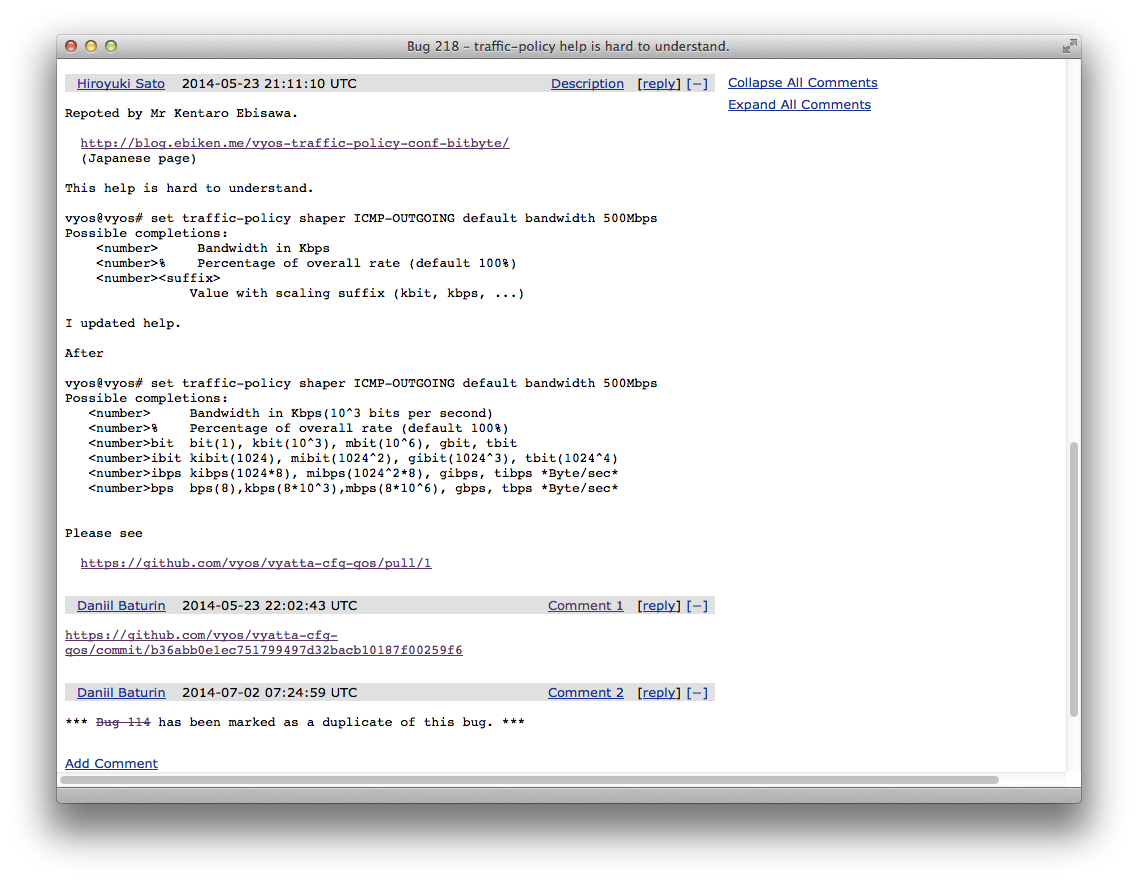 Bug 218 – traffic-policy help is hard to understand.
Hiroyuki Sato 2014-05-23 21:11:10 UTC Description [reply] [−]
Collapse All Comments
Expand All Comments
Repoted by Mr Kentaro Ebisawa.
http://blog.ebiken.me/vyos-traffic-policy-conf-bitbyte/
(Japanese page)
This help is hard to understand.
vyos@vyos# set traffic-policy shaper ICMP-OUTGOING default bandwidth 500Mbps
Possible completions:
<number> Bandwidth in Kbps
<number>% Percentage of overall rate (default 100%)
<number><suffix>
Value with scaling suffix (kbit, kbps, ...)
I updated help.
After
vyos@vyos# set traffic-policy shaper ICMP-OUTGOING default bandwidth 500Mbps
Possible completions:
<number> Bandwidth in Kbps(10^3 bits per second)
<number>% Percentage of overall rate (default 100%)
<number>bit bit(1), kbit(10^3), mbit(10^6), gbit, tbit
<number>ibit kibit(1024), mibit(1024^2), gibit(1024^3), tbit(1024^4)
<number>ibps kibps(1024*8), mibps(1024^2*8), gibps, tibps *Byte/sec*
<number>bps bps(8),kbps(8*10^3),mbps(8*10^6), gbps, tbps *Byte/sec*
Please see
https://github.com/vyos/vyatta-cfg-qos/pull/1
Daniil Baturin 2014-05-23 22:02:43 UTC Comment 1 [reply] [−]
https://github.com/vyos/vyatta-cfg-
qos/commit/b36abb0e1ec751799497d32bacb10187f00259f6
Daniil Baturin 2014-07-02 07:24:59 UTC Comment 2 [reply] [−]
*** Bug 114 has been marked as a duplicate of this bug. ***
Add Comment